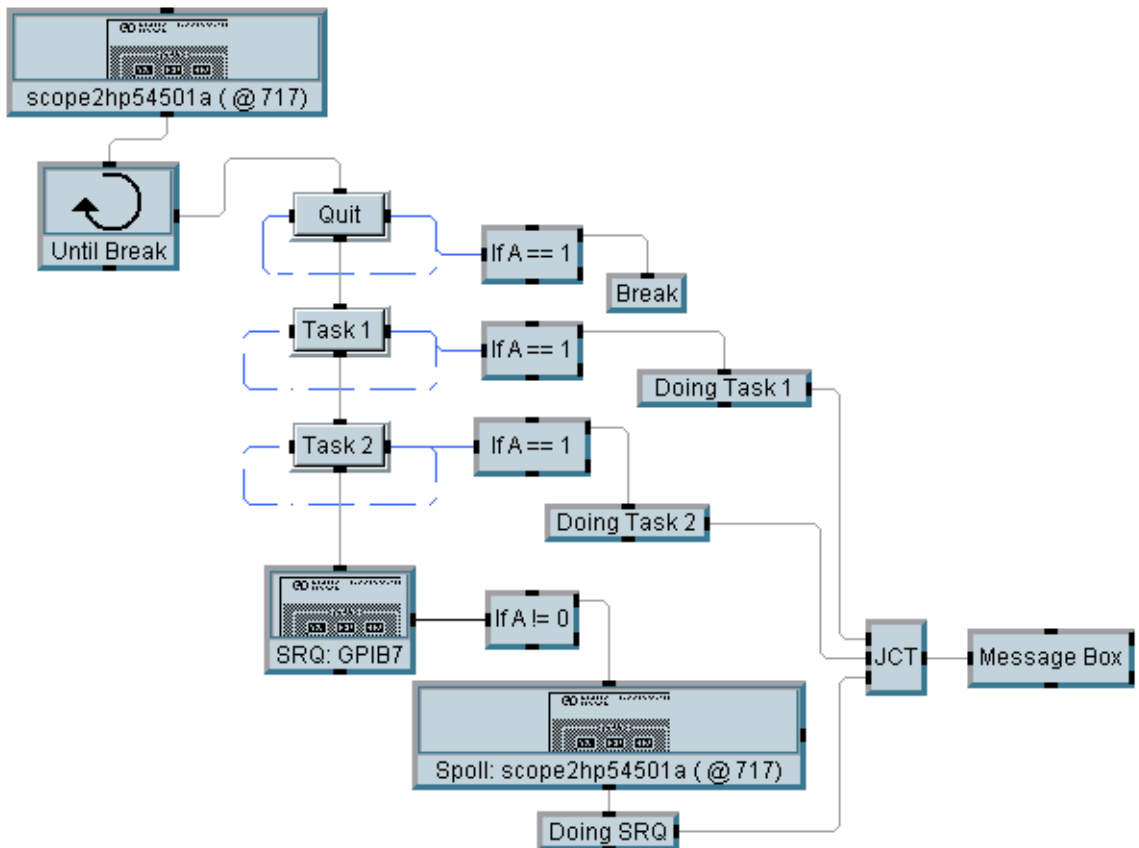 scope2hp54501a ( @ 717)
Until Break
Quit
If A == 1
Break
Task 1
If A == 1
Doing Task 1
Task 2
If A == 1
Doing Task 2
SRQ: GPIB7
If A != 0
JCT
Message Box
Spoll: scope2hp54501a ( @ 717)
Doing SRQ